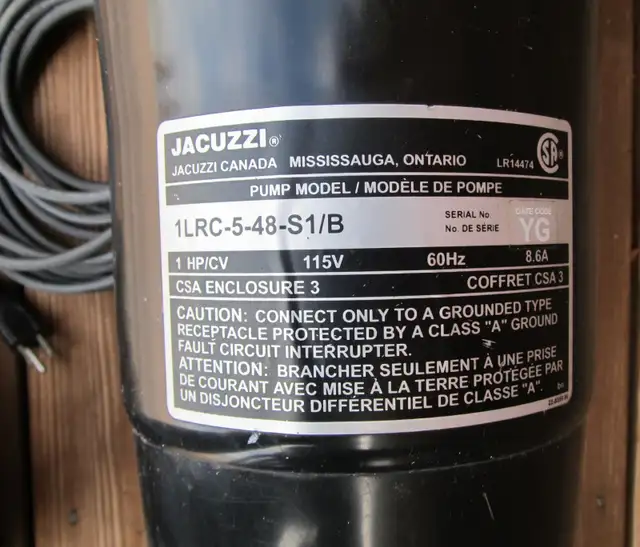 JACUZZI®
JACUZZI CANADA MISSISSAUGA, ONTARIO LR14474 SA®
PUMP MODEL / MODÈLE DE POMPE
1LRC-5-48-S1/B SERIAL No. DATE CODE
No. DE SÉRIE YG
1 HP/CV 115V 60Hz 8.6A
CSA ENCLOSURE 3 COFFRET CSA 3
CAUTION: CONNECT ONLY TO A GROUNDED TYPE
RECEPTACLE PROTECTED BY A CLASS "A" GROUND
FAULT CIRCUIT INTERRUPTER.
ATTENTION: BRANCHER SEULEMENT À UNE PRISE
DE COURANT AVEC MISE À LA TERRE PROTÉGÉE PAR
UN DISJONCTEUR DIFFÉRENTIEL DE CLASSE "A".